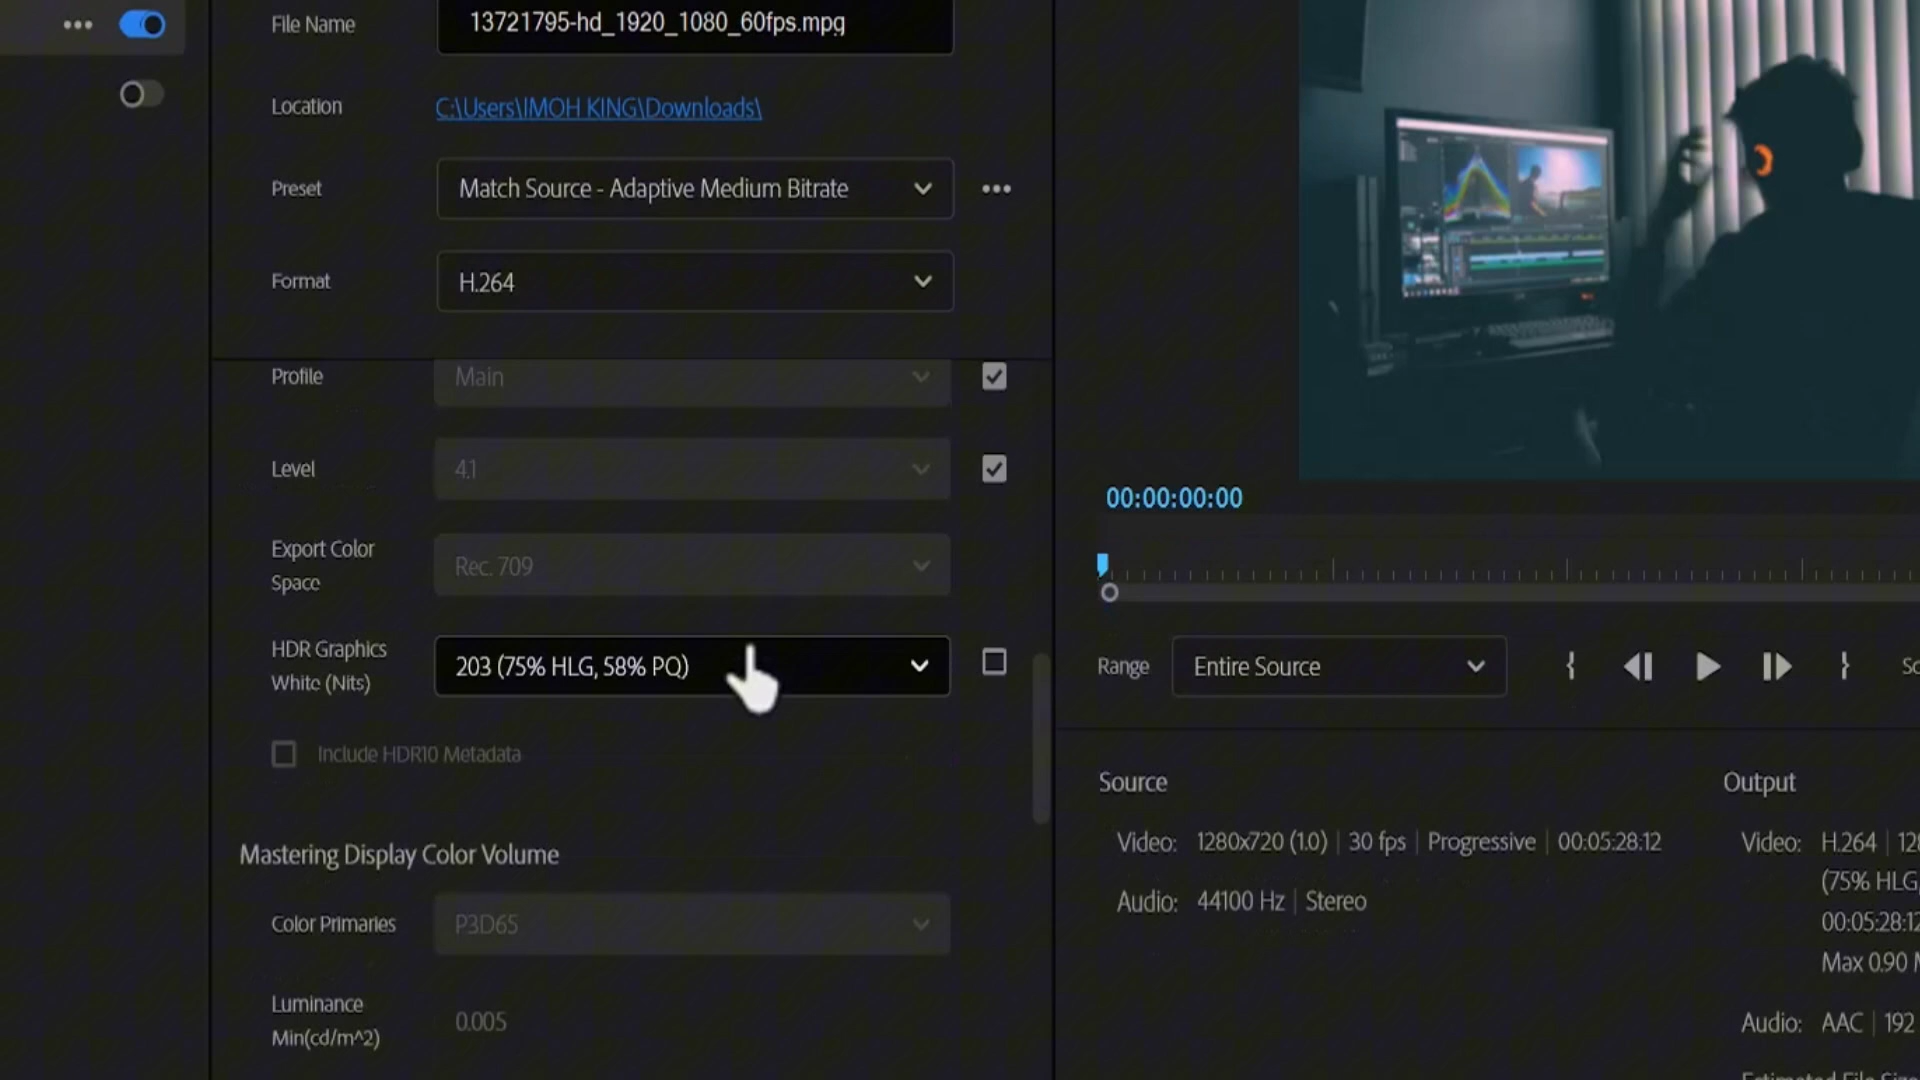 File Name
13721795-hd_1920_1080_60fps.mpg
Location
C:\Users\IMOH KING\Downloads\
Preset
Match Source - Adaptive Medium Bitrate
Format
H.264
Profile
Main
Level
4.1
Export Color
Space
Rec. 709
HDR Graphics
White (Nits)
203 (75% HLG, 58% PQ)
Include HDR10 Metadata
Mastering Display Color Volume
Color Primaries
P3D65
Luminance
Min(cd/m^2)
0.005
00:00:00:00
Range
Entire Source
Source
Video: 1280x720 (1.0) | 30 fps | Progressive | 00:05:28:12
Audio: 44100 Hz | Stereo
Output
Video: H.264 | 12
(75% HLG,
00:05:28:12
Max 0.90
Audio: AAC | 192